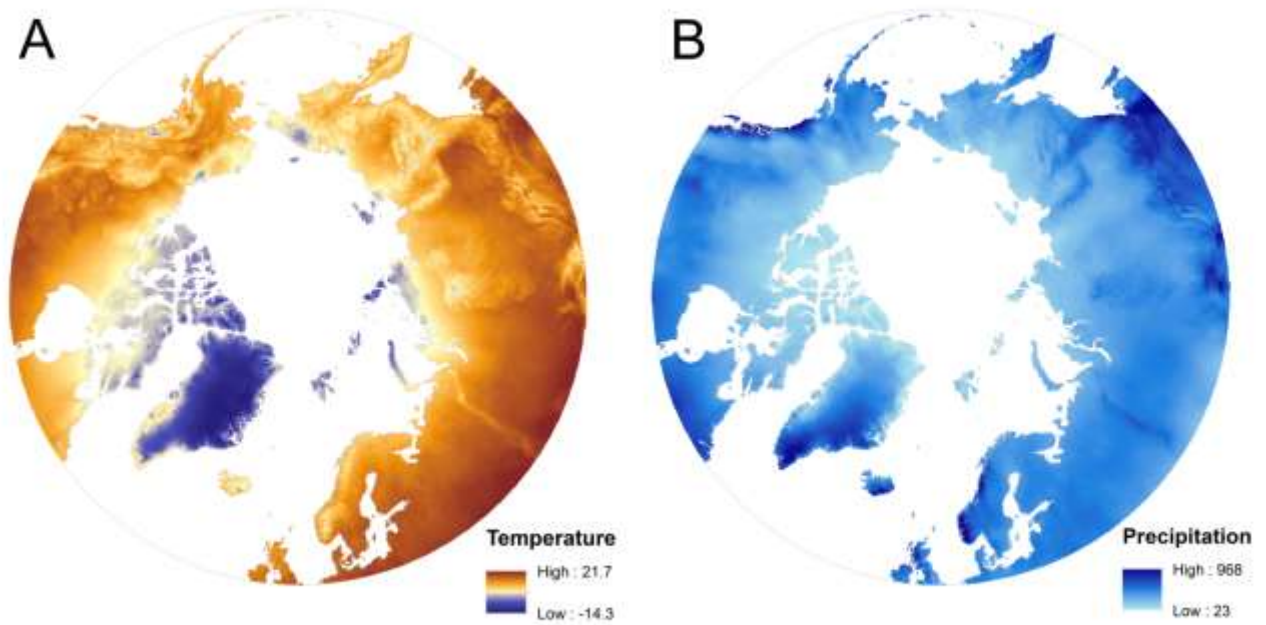 A
B
Temperature
High : 21.7
Low : -14.3
Precipitation
High : 968
Low : 23